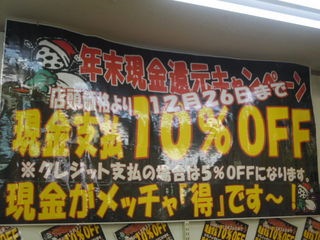 年末現金還元キャンペーン
店頭価格より 12月26日まで
現金支払10%OFF
※クレジット支払の場合は5%OFFになります。
現金がメッチャ「得」です〜!
10%OFF